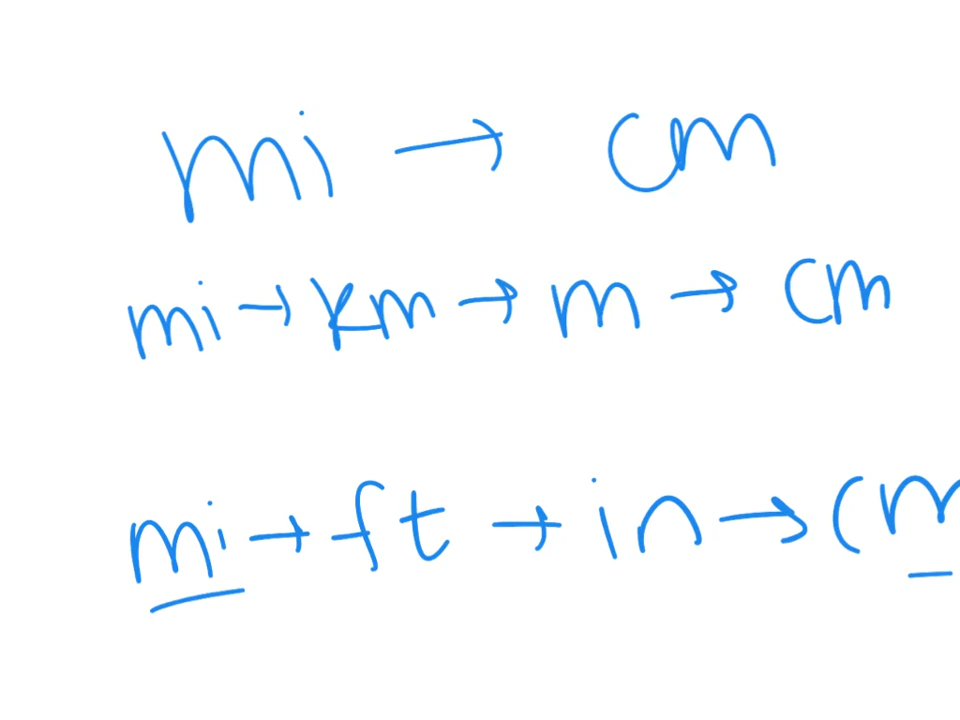 mi → cm
mi → km → m → cm
mi → ft → in → cm